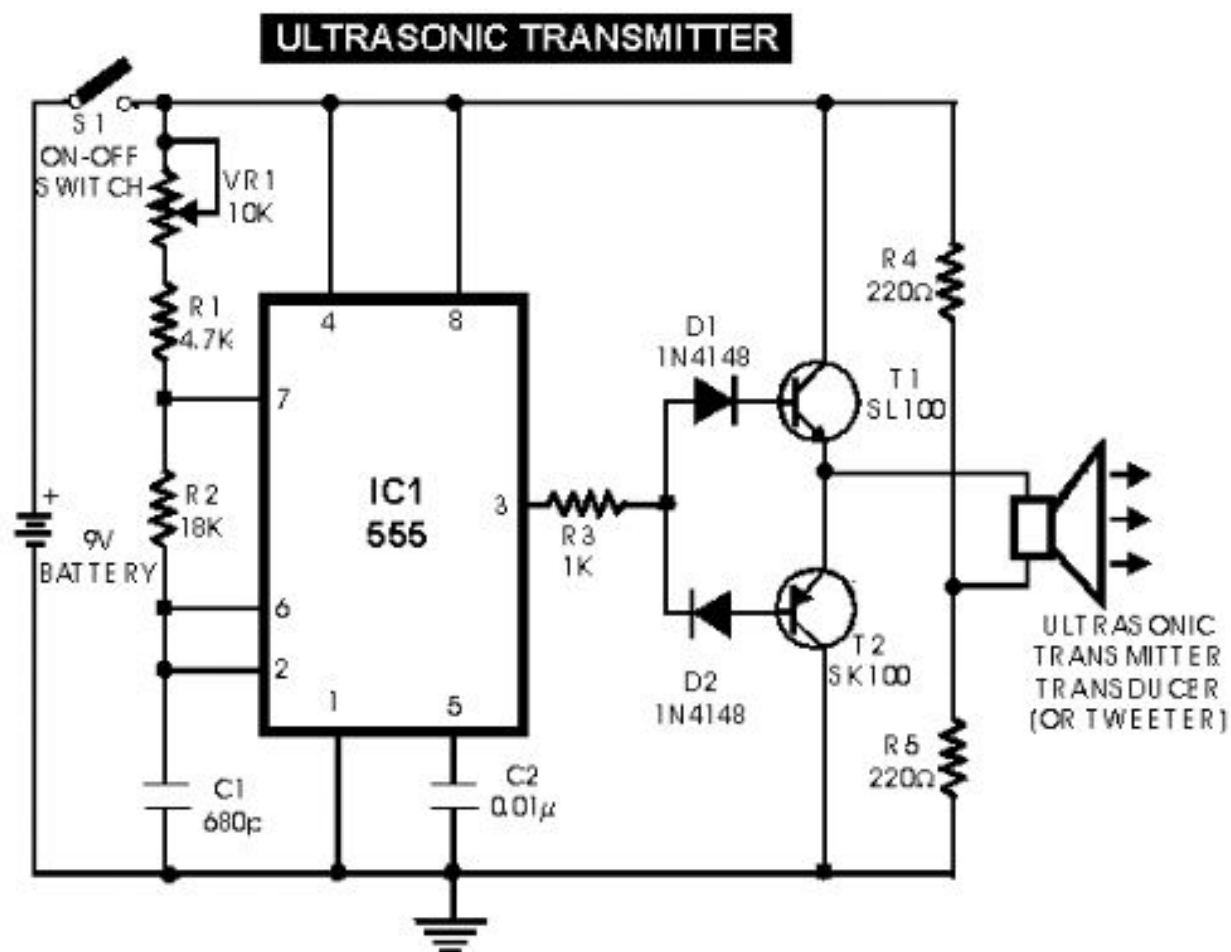 ULTRASONIC TRANSMITTER
S1
ON-OFF
SWITCH
VR1
10K
R1
4.7K
4
8
7
R2
18K
IC1
555
3
6
2
1
5
+
9V
BATTERY
C1
680p
C2
0.01μ
R3
1K
D1
1N4148
D2
1N4148
T1
SL100
T2
SK100
R4
220Ω
R5
220Ω
ULTRASONIC
TRANSMITTER
TRANSDUCER
(OR TWEETER)